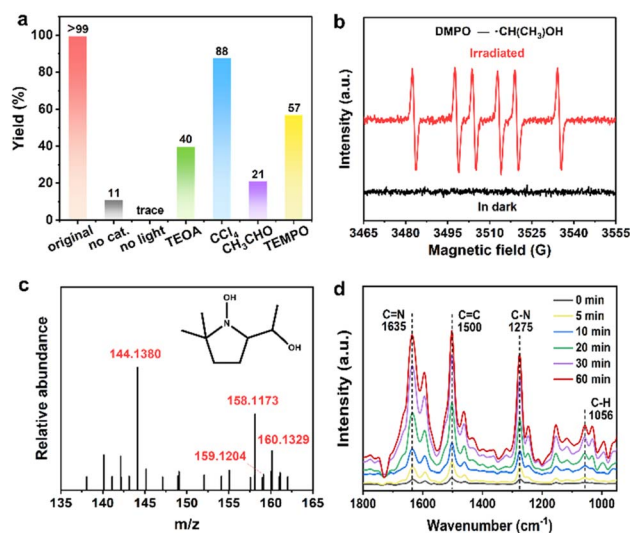 a
Yield (%)
100
80
60
40
20
0
>99
11
trace
40
88
21
57
original
no cat.
no light
TEOA
CCl₄
CH₃CHO
TEMPO
b
DMPO — ·CH(CH₃)OH
Irradiated
In dark
Intensity (a.u.)
3465 3480 3495 3510 3525 3540 3555
Magnetic field (G)
c
OH
N
OH
144.1380
158.1173
159.1204
160.1329
Relative abundance
135 140 145 150 155 160 165
m/z
d
C=N
1635
C=C
1500
C-N
1275
C-H
1056
0 min
5 min
10 min
20 min
30 min
60 min
Intensity (a.u.)
1800 1600 1400 1200 1000
Wavenumber (cm⁻¹)